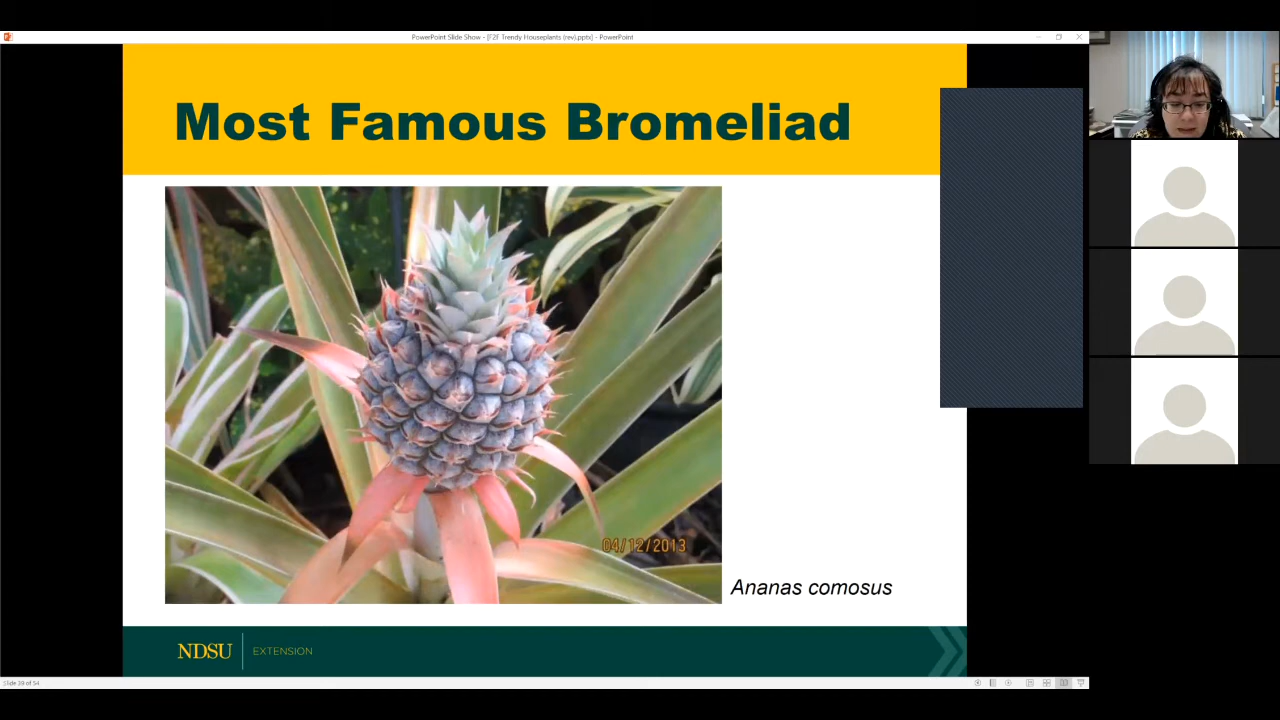 PowerPoint Slide Show - [F2F Trendy Houseplants (rev).pptx] - PowerPoint
Most Famous Bromeliad
04/12/2013
Ananas comosus
NDSU EXTENSION
Slide 39 of 54